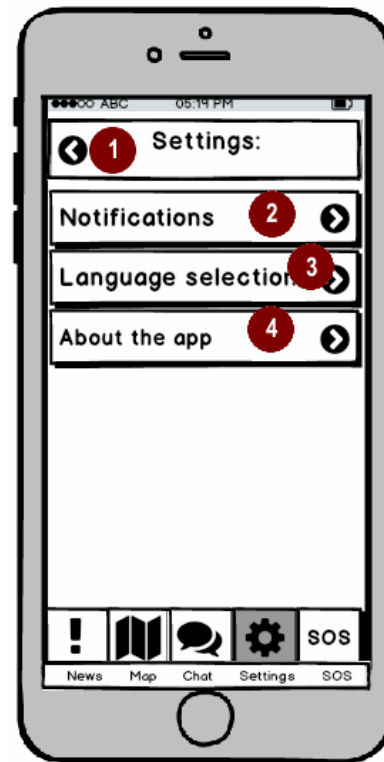 ABC 05:19 PM
1 Settings:
Notifications 2
Language selection 3
About the app 4
! SOS
News Map Chat Settings SOS